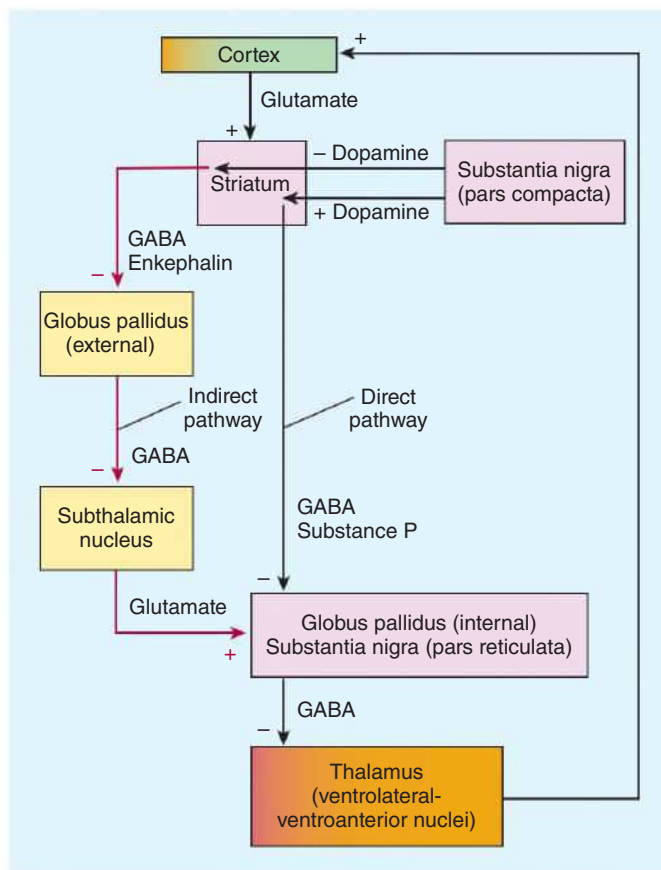 Cortex
+
Glutamate
+
– Dopamine
Striatum
Substantia nigra
(pars compacta)
+ Dopamine
GABA
Enkephalin
–
Globus pallidus
(external)
Indirect
pathway
Direct
pathway
GABA
–
Subthalamic
nucleus
GABA
Substance P
–
Glutamate
+
Globus pallidus (internal)
Substantia nigra (pars reticulata)
GABA
–
Thalamus
(ventrolateral-
ventroanterior nuclei)